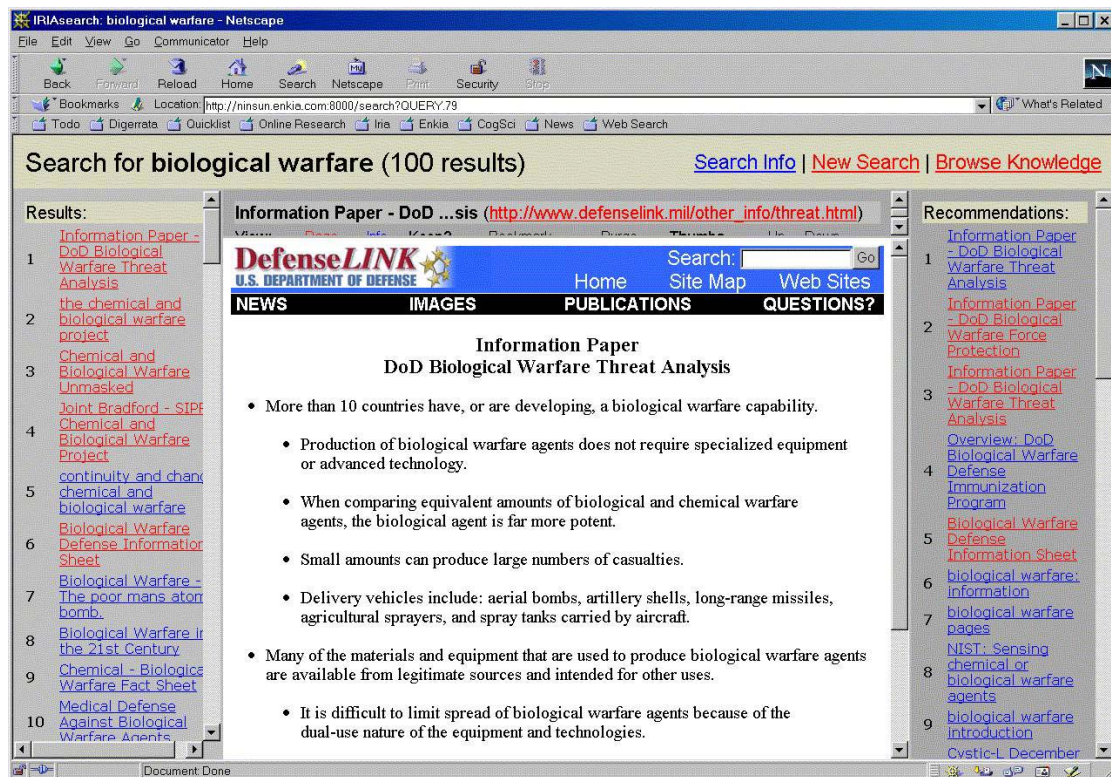 IRIAsearch: biological warfare - Netscape
File Edit View Go Communicator Help
Back Forward Reload Home Search Netscape Print Security Stop
Bookmarks Location: http://ninsun.enkia.com:8000/search?QUERY.79 What's Related
Todo Digerrata Quicklist Online Research Iria Enkia CogSci News Web Search
Search for biological warfare (100 results) Search Info | New Search | Browse Knowledge
Results:
1 Information Paper -
DoD Biological
Warfare Threat
Analysis
2 the chemical and
biological warfare
project
3 Chemical and
Biological Warfare
Unmasked
4 Joint Bradford - SIPR
Chemical and
Biological Warfare
Project
5 continuity and chang
chemical and
biological warfare
6 Biological Warfare
Defense Information
Sheet
7 Biological Warfare -
The poor mans atom
bomb.
8 Biological Warfare in
the 21st Century
9 Chemical - Biologica
Warfare Fact Sheet
10 Medical Defense
Against Biological
Warfare Agents
Information Paper - DoD ...sis (http://www.defenselink.mil/other_info/threat.html)
View: Page Info Keep? Bookmark Purge Thumbs Up Down
DefenseLINK Search: Go
U.S. DEPARTMENT OF DEFENSE Home Site Map Web Sites
NEWS IMAGES PUBLICATIONS QUESTIONS?
Information Paper
DoD Biological Warfare Threat Analysis
• More than 10 countries have, or are developing, a biological warfare capability.
• Production of biological warfare agents does not require specialized equipment
or advanced technology.
• When comparing equivalent amounts of biological and chemical warfare
agents, the biological agent is far more potent.
• Small amounts can produce large numbers of casualties.
• Delivery vehicles include: aerial bombs, artillery shells, long-range missiles,
agricultural sprayers, and spray tanks carried by aircraft.
• Many of the materials and equipment that are used to produce biological warfare agents
are available from legitimate sources and intended for other uses.
• It is difficult to limit spread of biological warfare agents because of the
dual-use nature of the equipment and technologies.
Recommendations:
1 Information Paper
- DoD Biological
Warfare Threat
Analysis
2 Information Paper
- DoD Biological
Warfare Force
Protection
3 Information Paper
- DoD Biological
Warfare Threat
Analysis
4 Overview: DoD
Biological Warfare
Defense
Immunization
Program
5 Biological Warfare
Defense
Information Sheet
6 biological warfare:
information
7 biological warfare
pages
8 NIST: Sensing
chemical or
biological warfare
agents
9 biological warfare
introduction
Cystic-L December
Document: Done